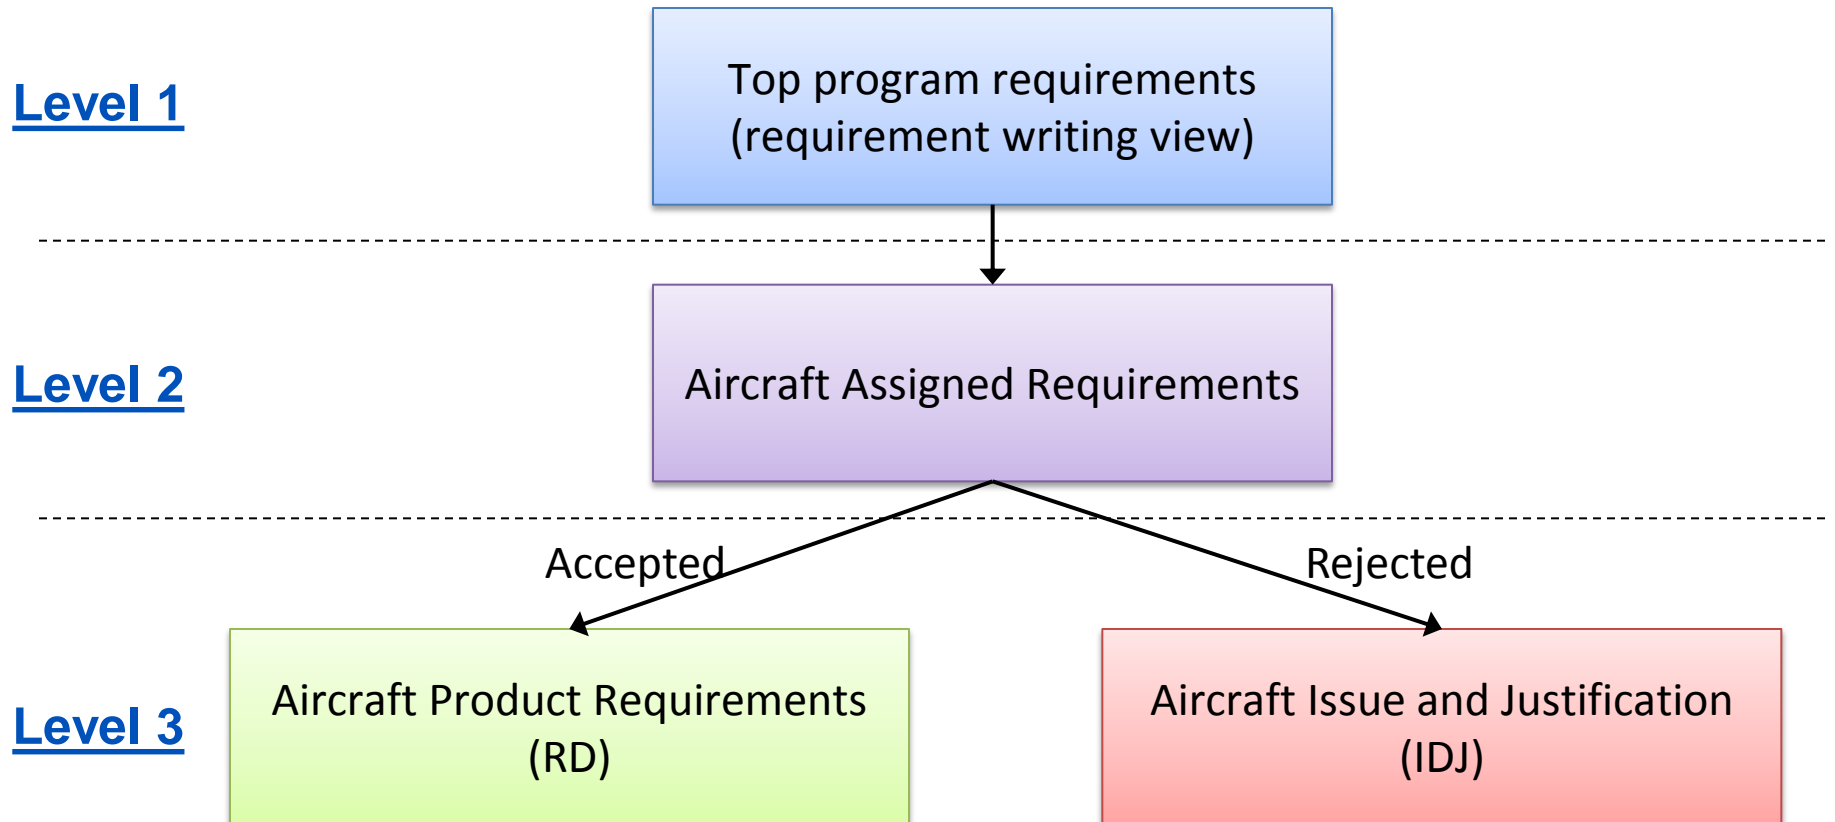 Level 1
Top program requirements
(requirement writing view)
Level 2
Aircraft Assigned Requirements
Accepted
Rejected
Level 3
Aircraft Product Requirements
(RD)
Aircraft Issue and Justification
(IDJ)